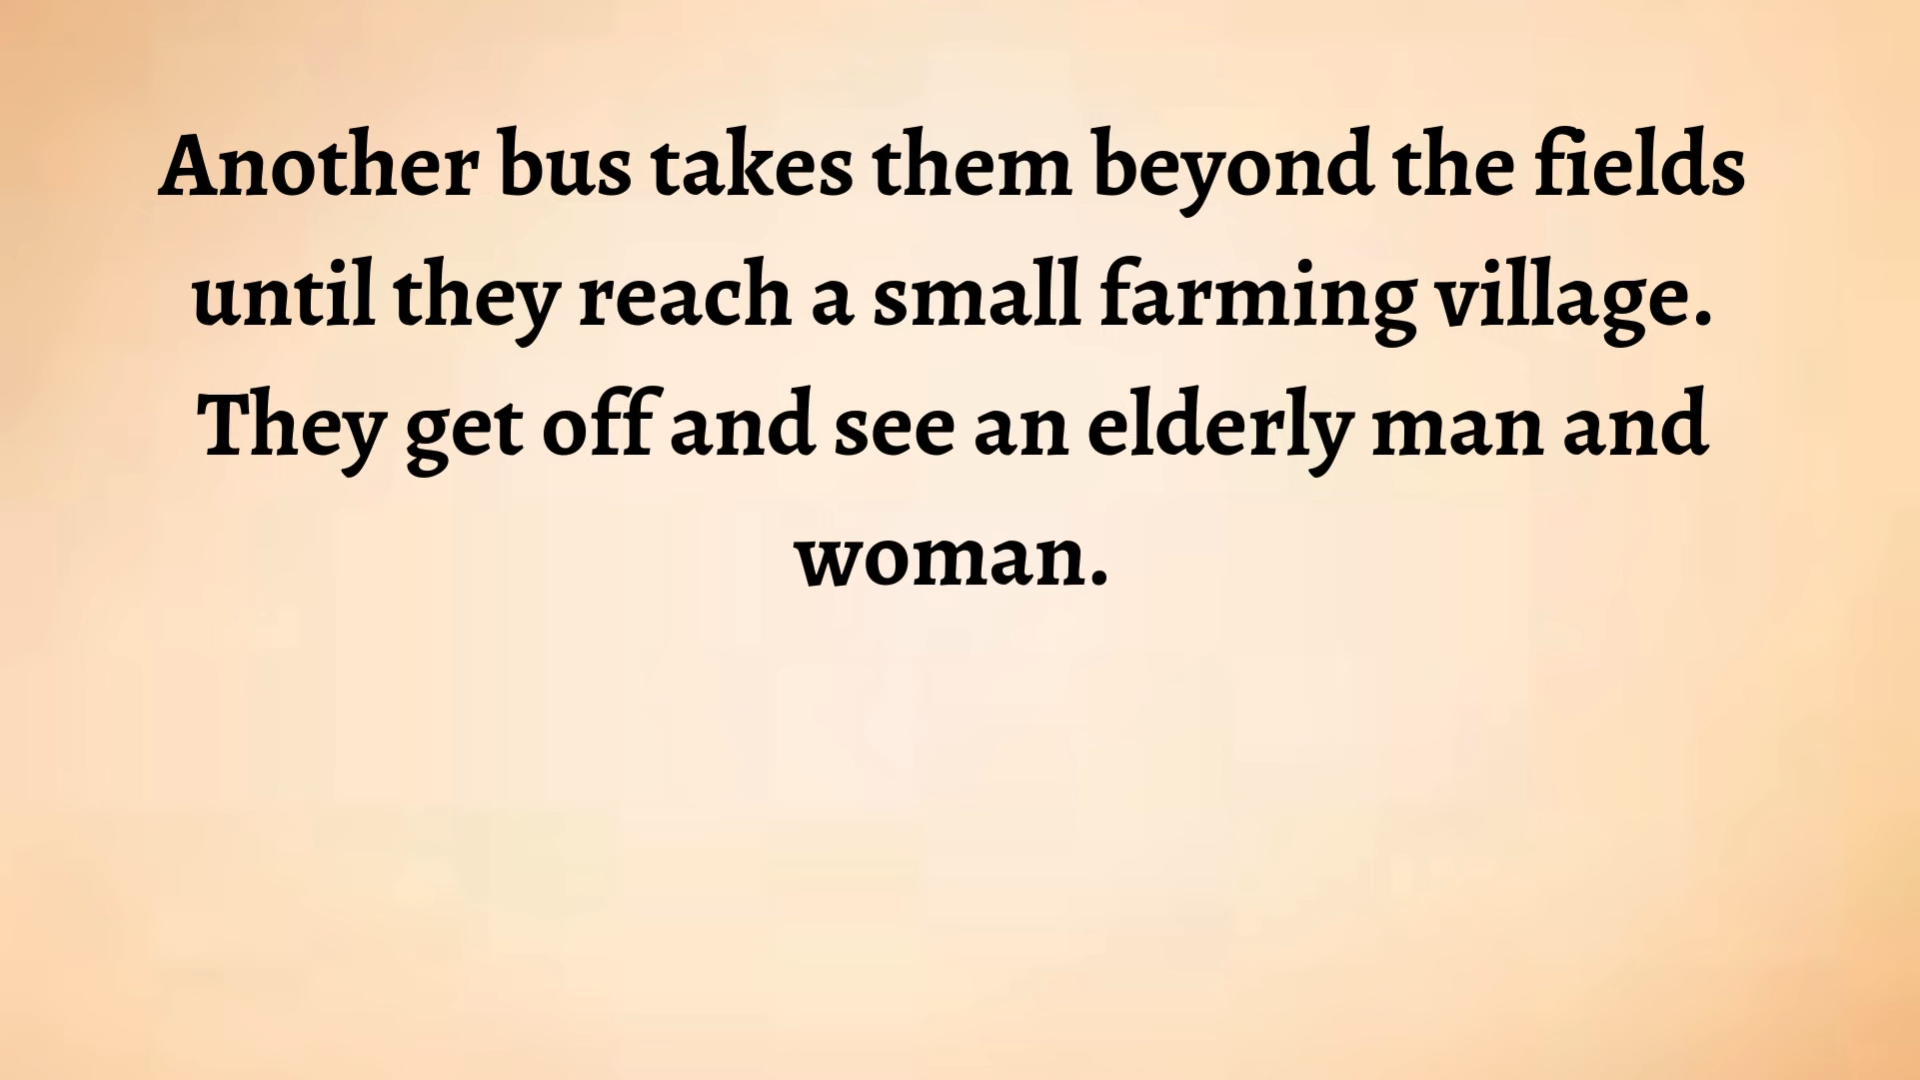 Another bus takes them beyond the fields
until they reach a small farming village.
They get off and see an elderly man and
woman.